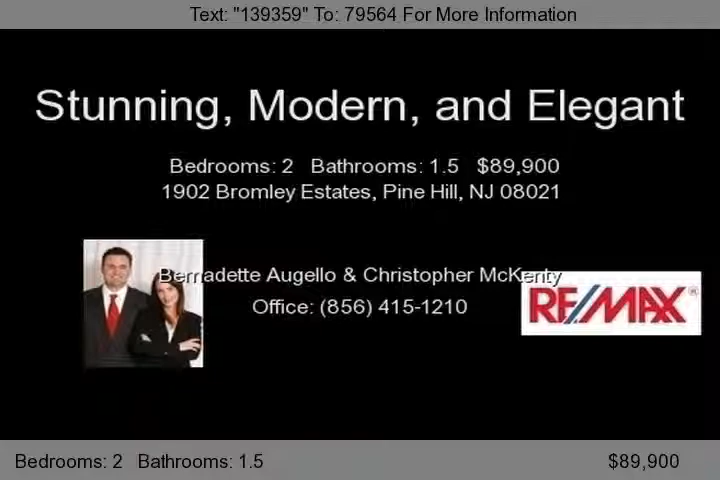 Text: "139359" To: 79564 For More Information
Stunning, Modern, and Elegant
Bedrooms: 2 Bathrooms: 1.5 $89,900
1902 Bromley Estates, Pine Hill, NJ 08021
Bernadette Augello & Christopher McKenty
Office: (856) 415-1210
RE/MAX®
Bedrooms: 2 Bathrooms: 1.5 $89,900